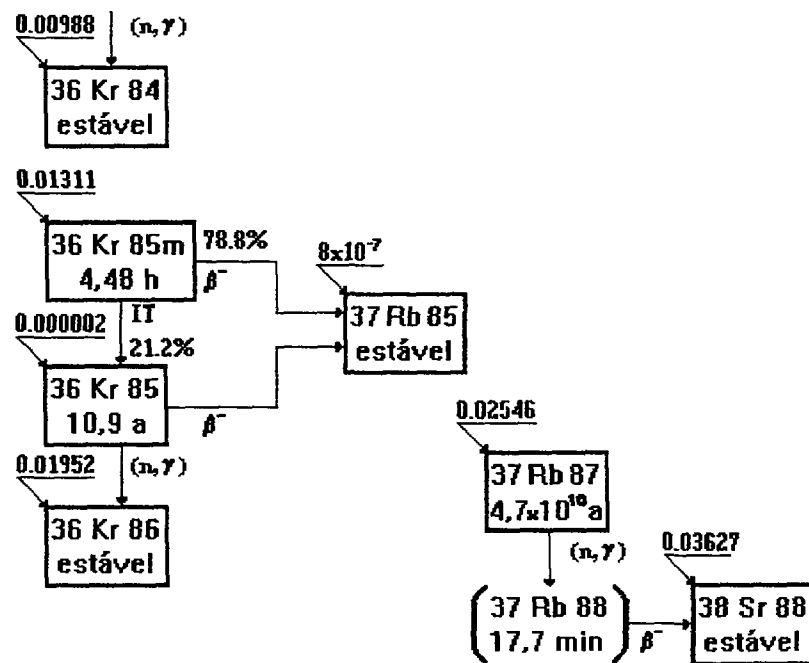 0.00988
(n,γ)
36 Kr 84
estável
0.01311
36 Kr 85m
4,48 h
78.8%
β⁻
8x10⁻⁷
37 Rb 85
estável
IT
21.2%
0.000002
36 Kr 85
10,9 a
β⁻
(n,γ)
0.01952
36 Kr 86
estável
0.02546
37 Rb 87
4,7x10¹⁰a
(n,γ)
37 Rb 88
17,7 min
β⁻
0.03627
38 Sr 88
estável